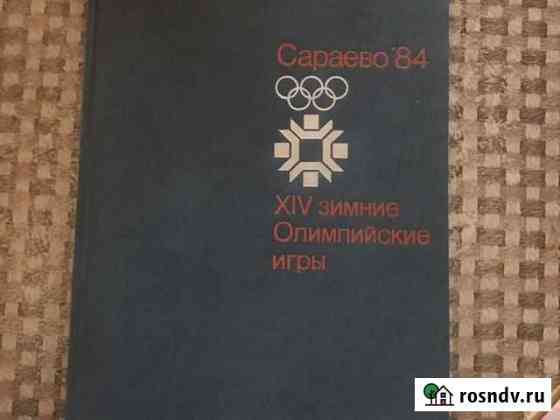 Сараево '84
XIV зимние
Олимпийские
игры
rosndv.ru